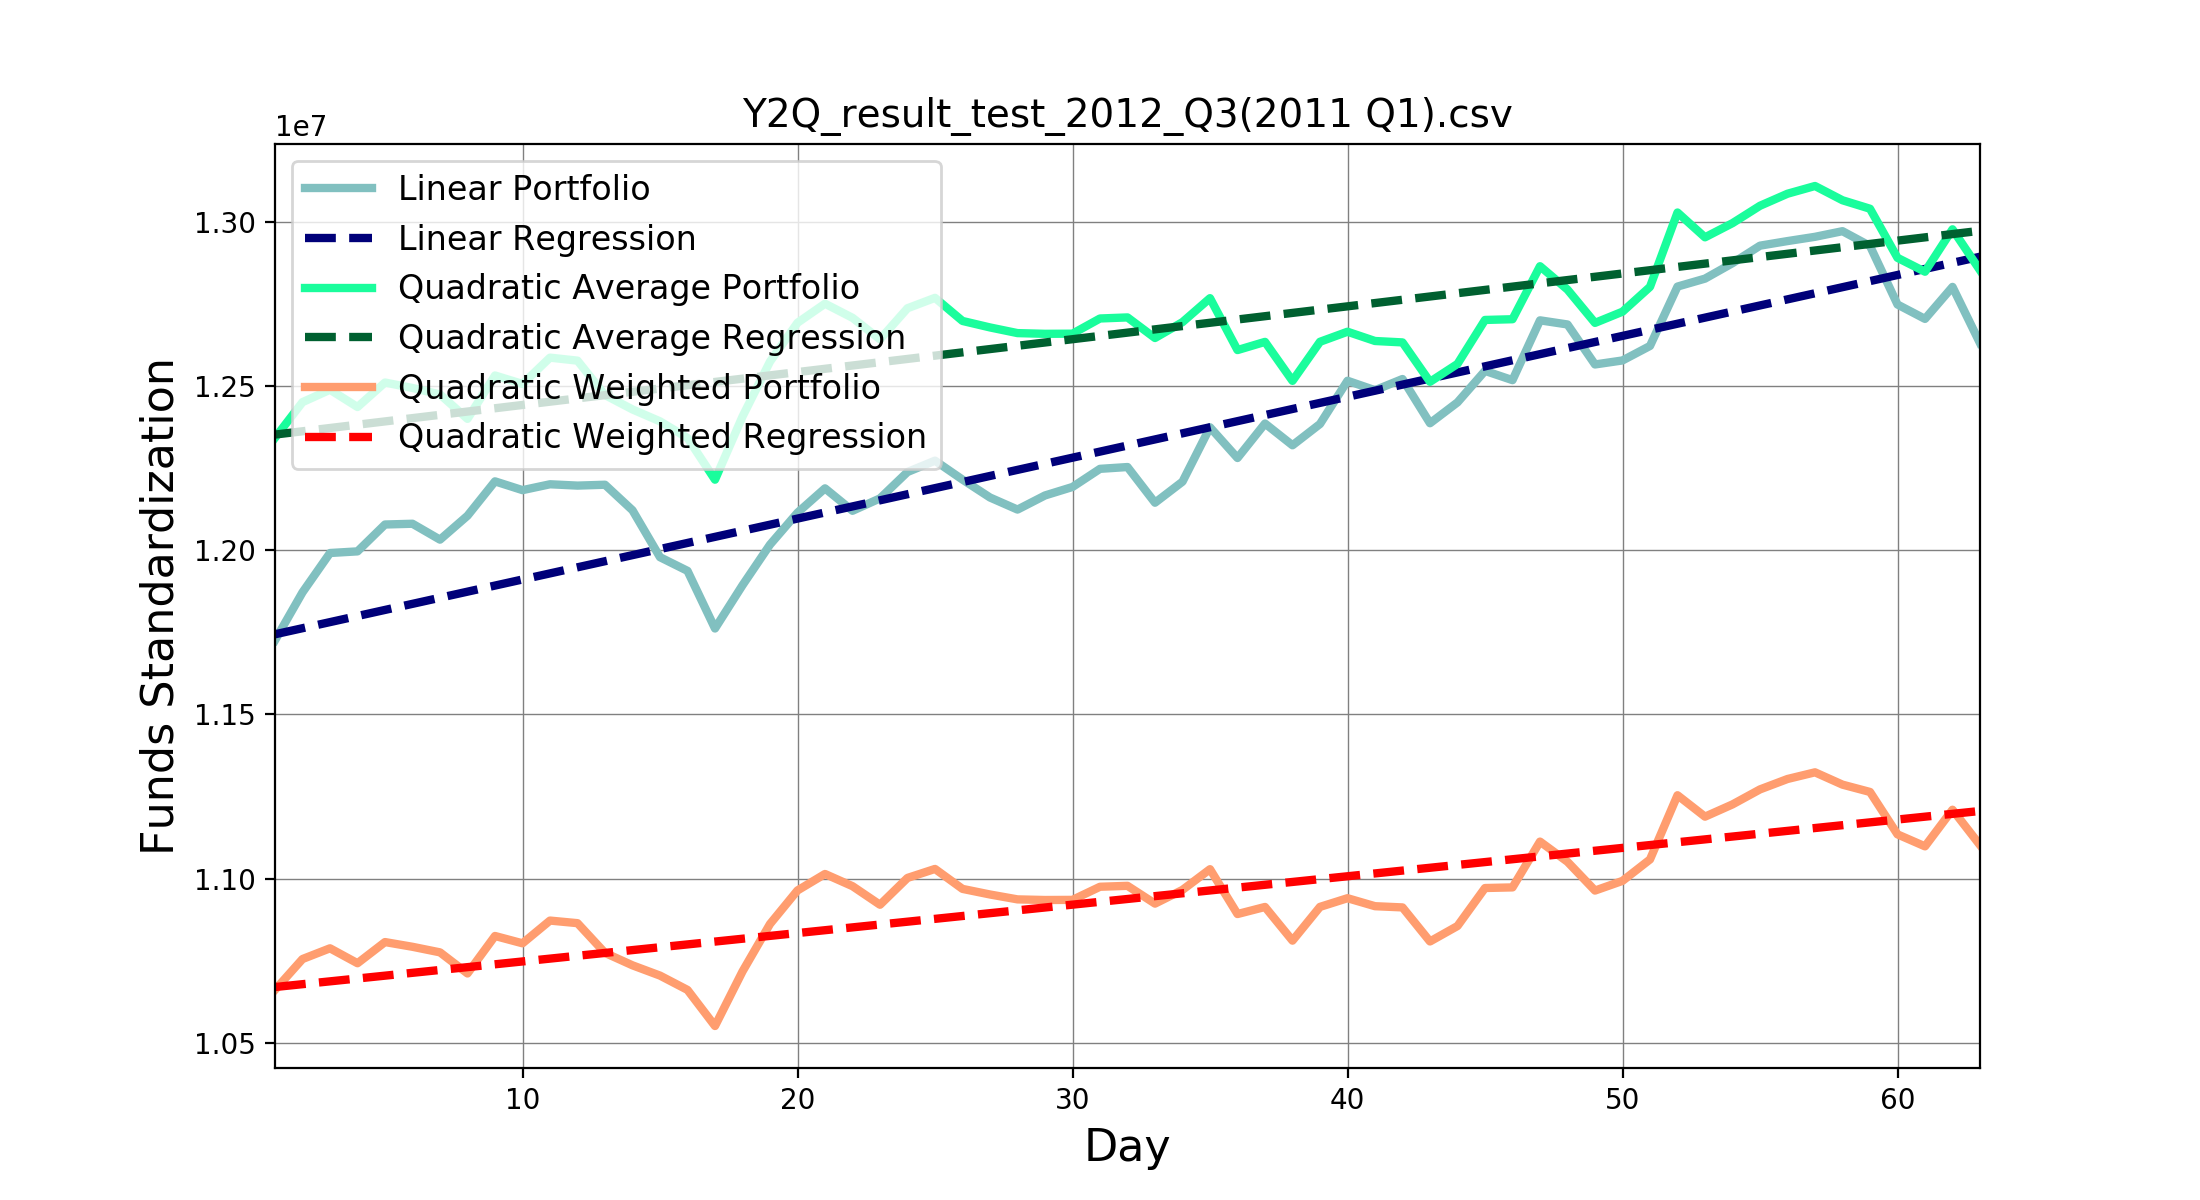 Y2Q_result_test_2012_Q3(2011 Q1).csv
1e7
Linear Portfolio
Linear Regression
Quadratic Average Portfolio
Quadratic Average Regression
Quadratic Weighted Portfolio
Quadratic Weighted Regression
1.30
1.25
1.20
1.15
1.10
1.05
Funds Standardization
10 20 30 40 50 60
Day